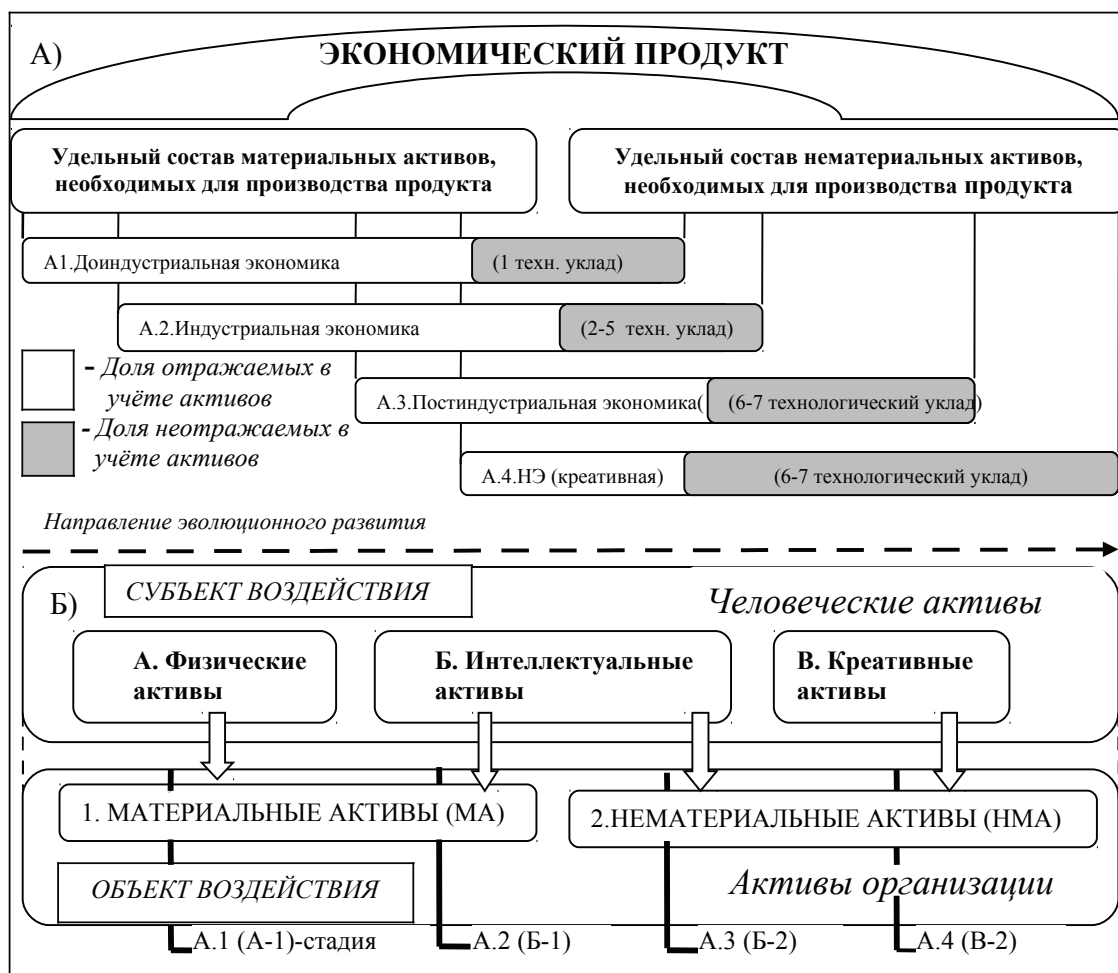 А)
ЭКОНОМИЧЕСКИЙ ПРОДУКТ
Удельный состав материальных активов,
необходимых для производства продукта
Удельный состав нематериальных активов,
необходимых для производства продукта
А1.Доиндустриальная экономика
(1 техн. уклад)
А.2.Индустриальная экономика
(2-5 техн. уклад)
- Доля отражаемых в
учёте активов
А.3.Постиндустриальная экономика(
(6-7 технологический уклад)
- Доля неотражаемых в
учёте активов
А.4.НЭ (креативная)
(6-7 технологический уклад)
Направление эволюционного развития
Б)
СУБЪЕКТ ВОЗДЕЙСТВИЯ
Человеческие активы
А. Физические
активы
Б. Интеллектуальные
активы
В. Креативные
активы
1. МАТЕРИАЛЬНЫЕ АКТИВЫ (МА)
2.НЕМАТЕРИАЛЬНЫЕ АКТИВЫ (НМА)
ОБЪЕКТ ВОЗДЕЙСТВИЯ
Активы организации
А.1 (А-1)-стадия
А.2 (Б-1)
А.3 (Б-2)
А.4 (В-2)